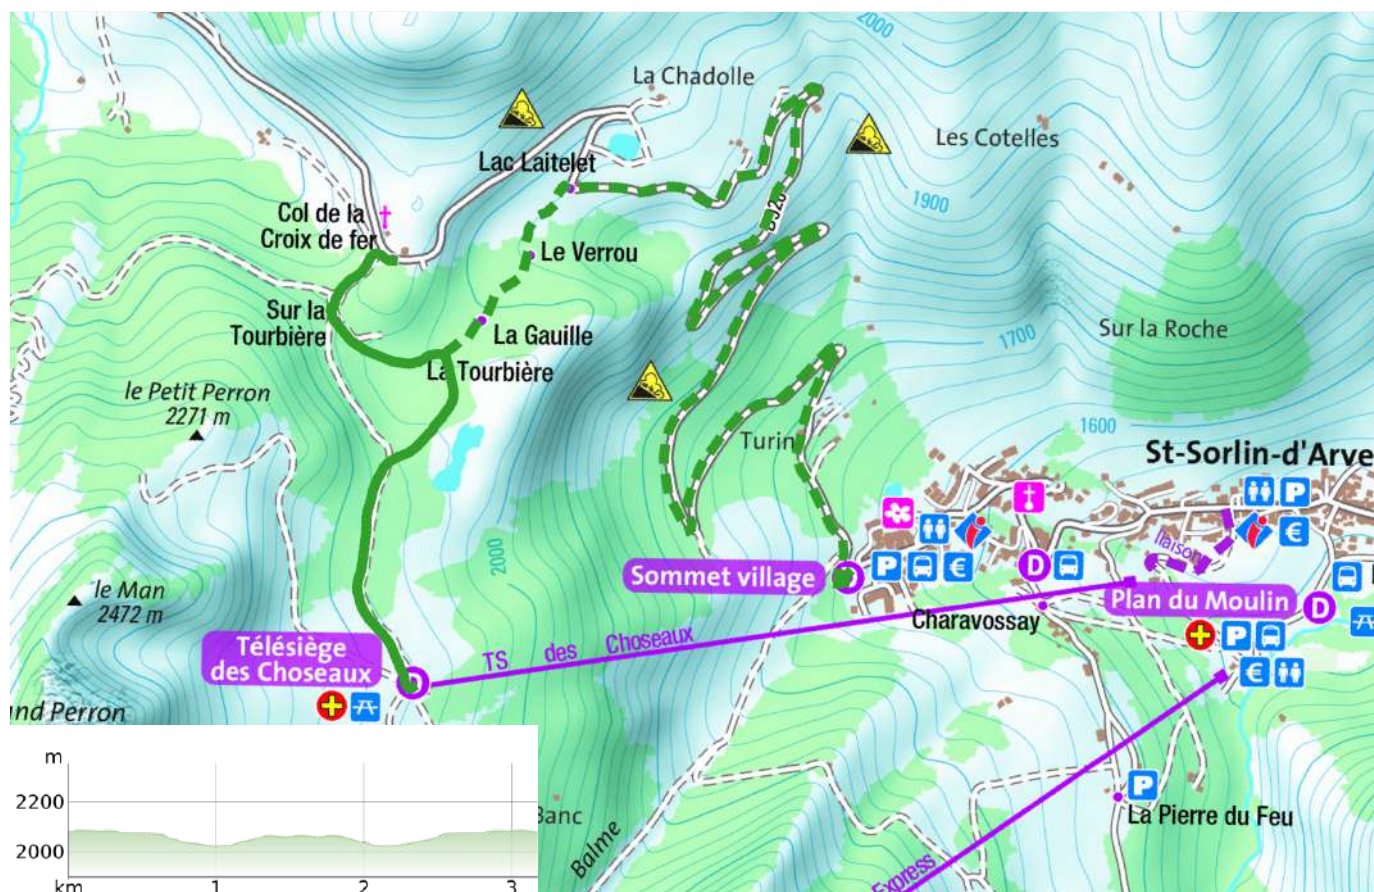 2000
La Chadolle
Les Cotelles
Lac Laitelet
1900
Col de la
Croix de fer
Le Verrou
Sur la
Tourbière
La Gauille
1700
Sur la Roche
La Tourbière
le Petit Perron
2271 m
Turin
1600
St-Sorlin-d'Arve
P
€
liaison
2000
Sommet village
D
P
€
D
le Man
2472 m
Plan du Moulin
D
Charavossay
TS des Choseaux
Télésiège
des Choseaux
D
P
€
nd Perron
m
2200
2000
km
1
2
3
Banc
Balme
P
La Pierre du Feu
Express